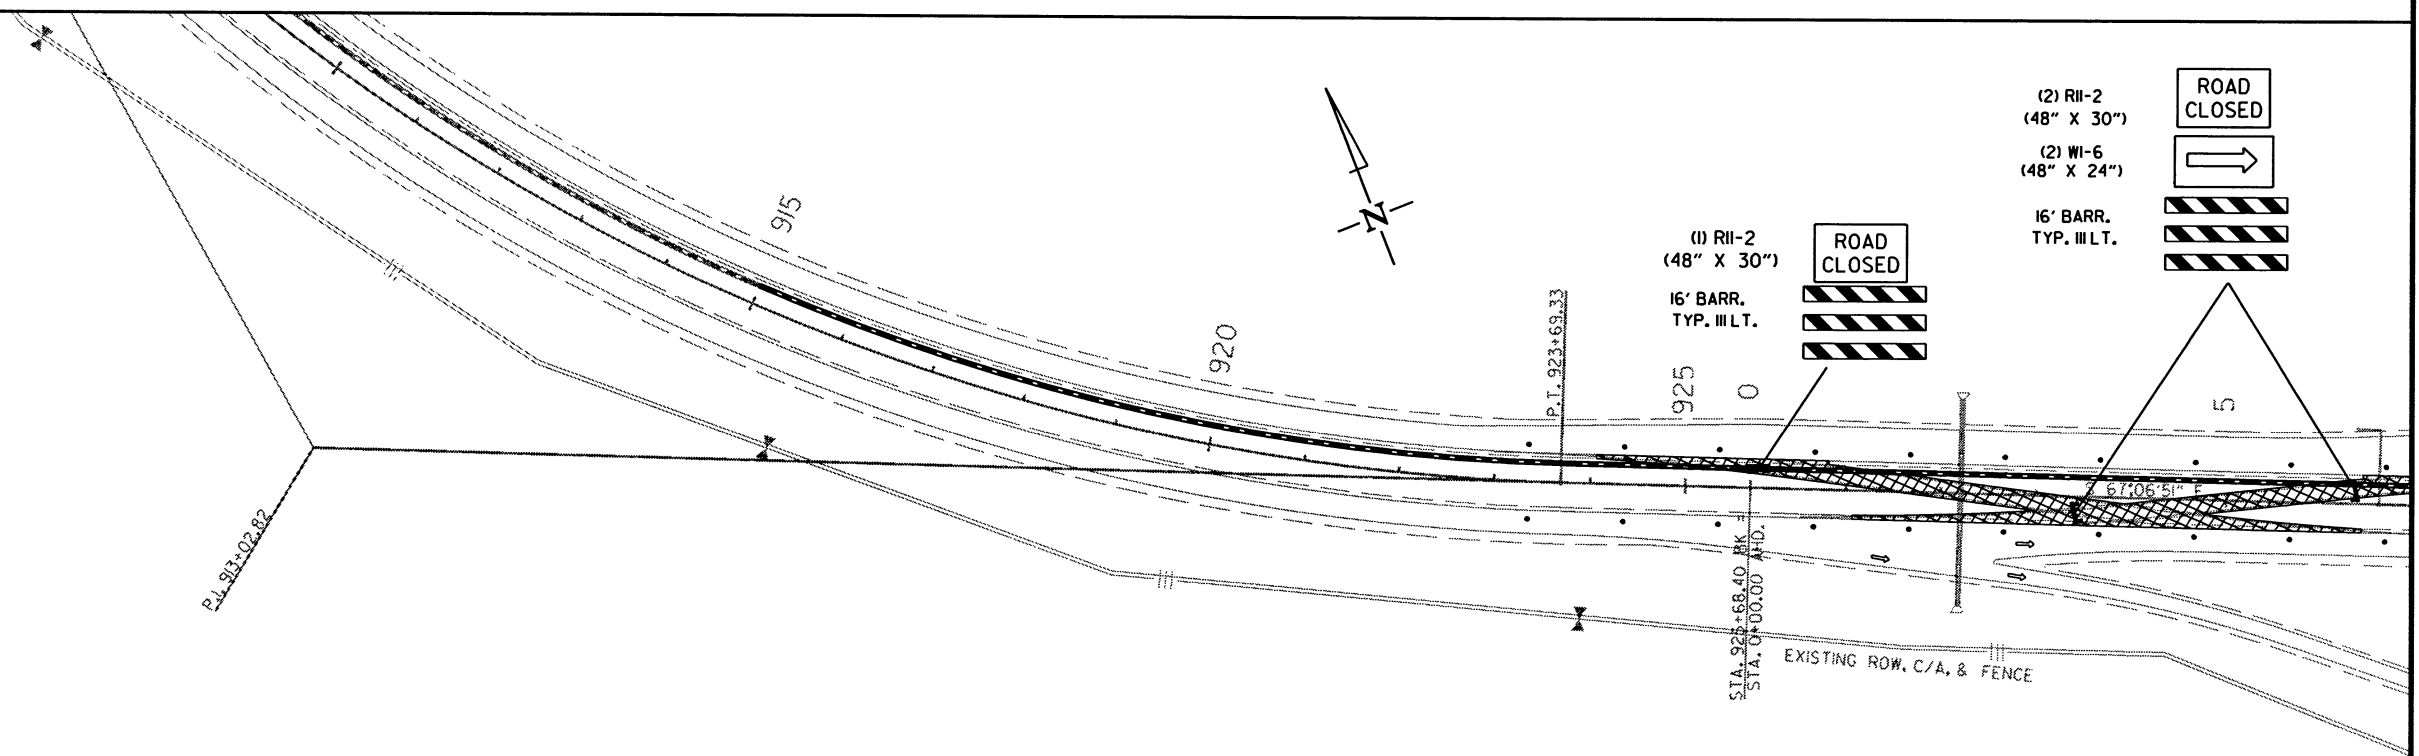 (2) R11-2
(48" X 30")
ROAD
CLOSED
(2) W1-6
(48" X 24")
16' BARR.
TYP. III LT.
(1) R11-2
(48" X 30")
ROAD
CLOSED
16' BARR.
TYP. III LT.
N
915
920
P.T. 923+69.33
925
0
5
S 67°06'51" E
P.I. 913+02.82
STA. 925+68.40 BK =
STA. 0+00.00 AHD.
EXISTING ROW, C/A, & FENCE